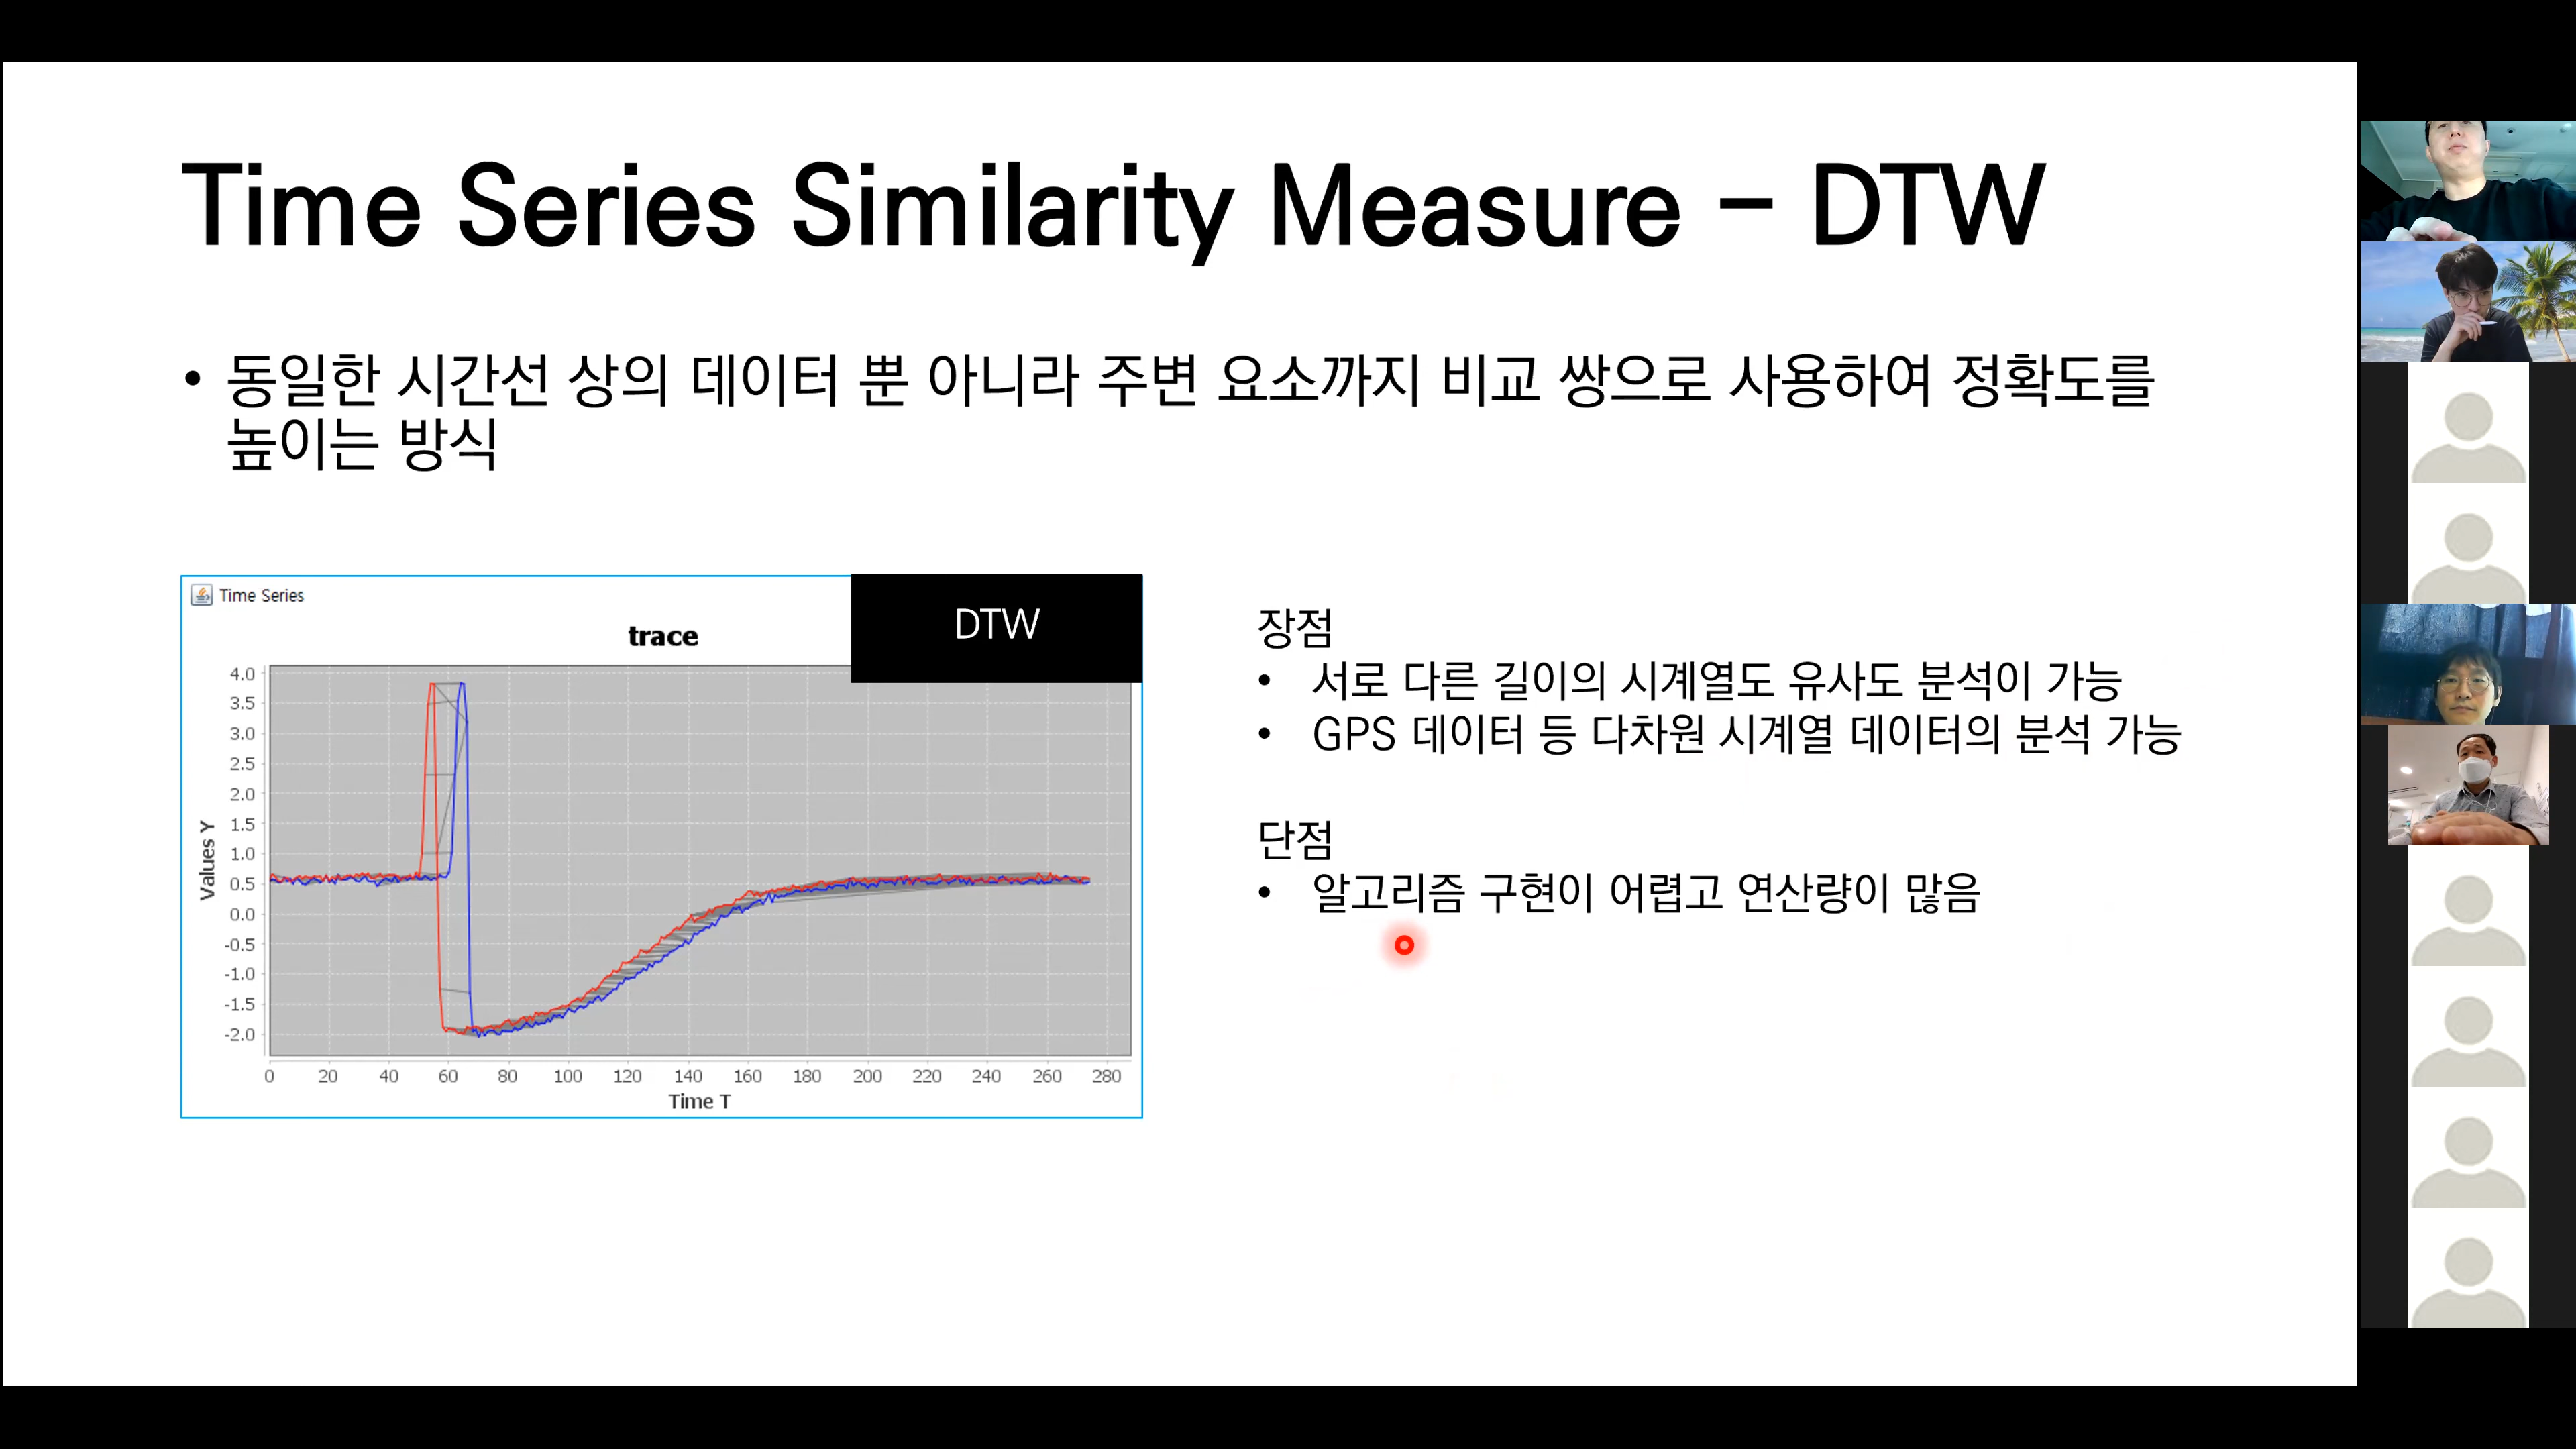 Time Series Similarity Measure - DTW
• 동일한 시간선 상의 데이터 뿐 아니라 주변 요소까지 비교 쌍으로 사용하여 정확도를
높이는 방식
Time Series
DTW
trace
4.0
3.5
3.0
2.5
2.0
1.5
1.0
0.5
0.0
-0.5
-1.0
-1.5
-2.0
Values Y
0 20 40 60 80 100 120 140 160 180 200 220 240 260 280
Time T
장점
• 서로 다른 길이의 시계열도 유사도 분석이 가능
• GPS 데이터 등 다차원 시계열 데이터의 분석 가능
단점
• 알고리즘 구현이 어렵고 연산량이 많음